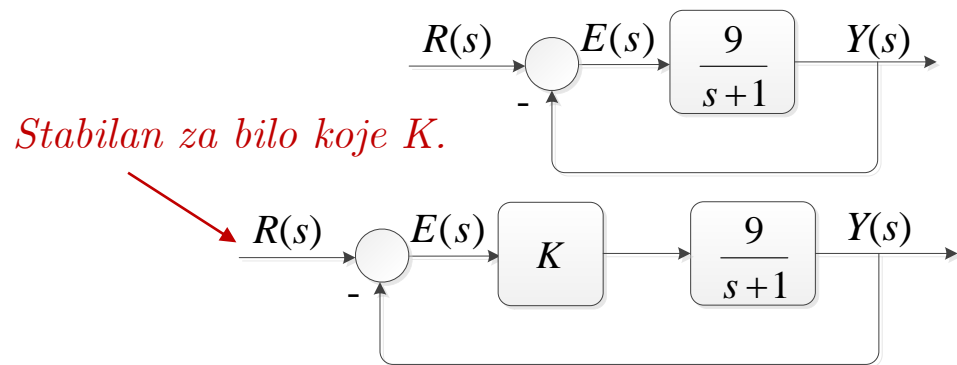 R(s) E(s) 9 Y(s)
s+1
-
Stabilan za bilo koje K.
R(s) E(s) K 9 Y(s)
s+1
-